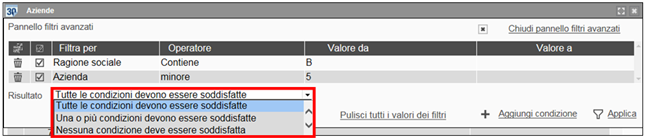 Aziende
Pannello filtri avanzati
Chiudi pannello filtri avanzati
Filtra per Operatore Valore da Valore a
Ragione sociale Contiene B
Azienda minore 5
Risultato Tutte le condizioni devono essere soddisfatte
Tutte le condizioni devono essere soddisfatte
Una o più condizioni devono essere soddisfatte
Nessuna condizione deve essere soddisfatta
Pulisci tutti i valori dei filtri
Aggiungi condizione
Applica